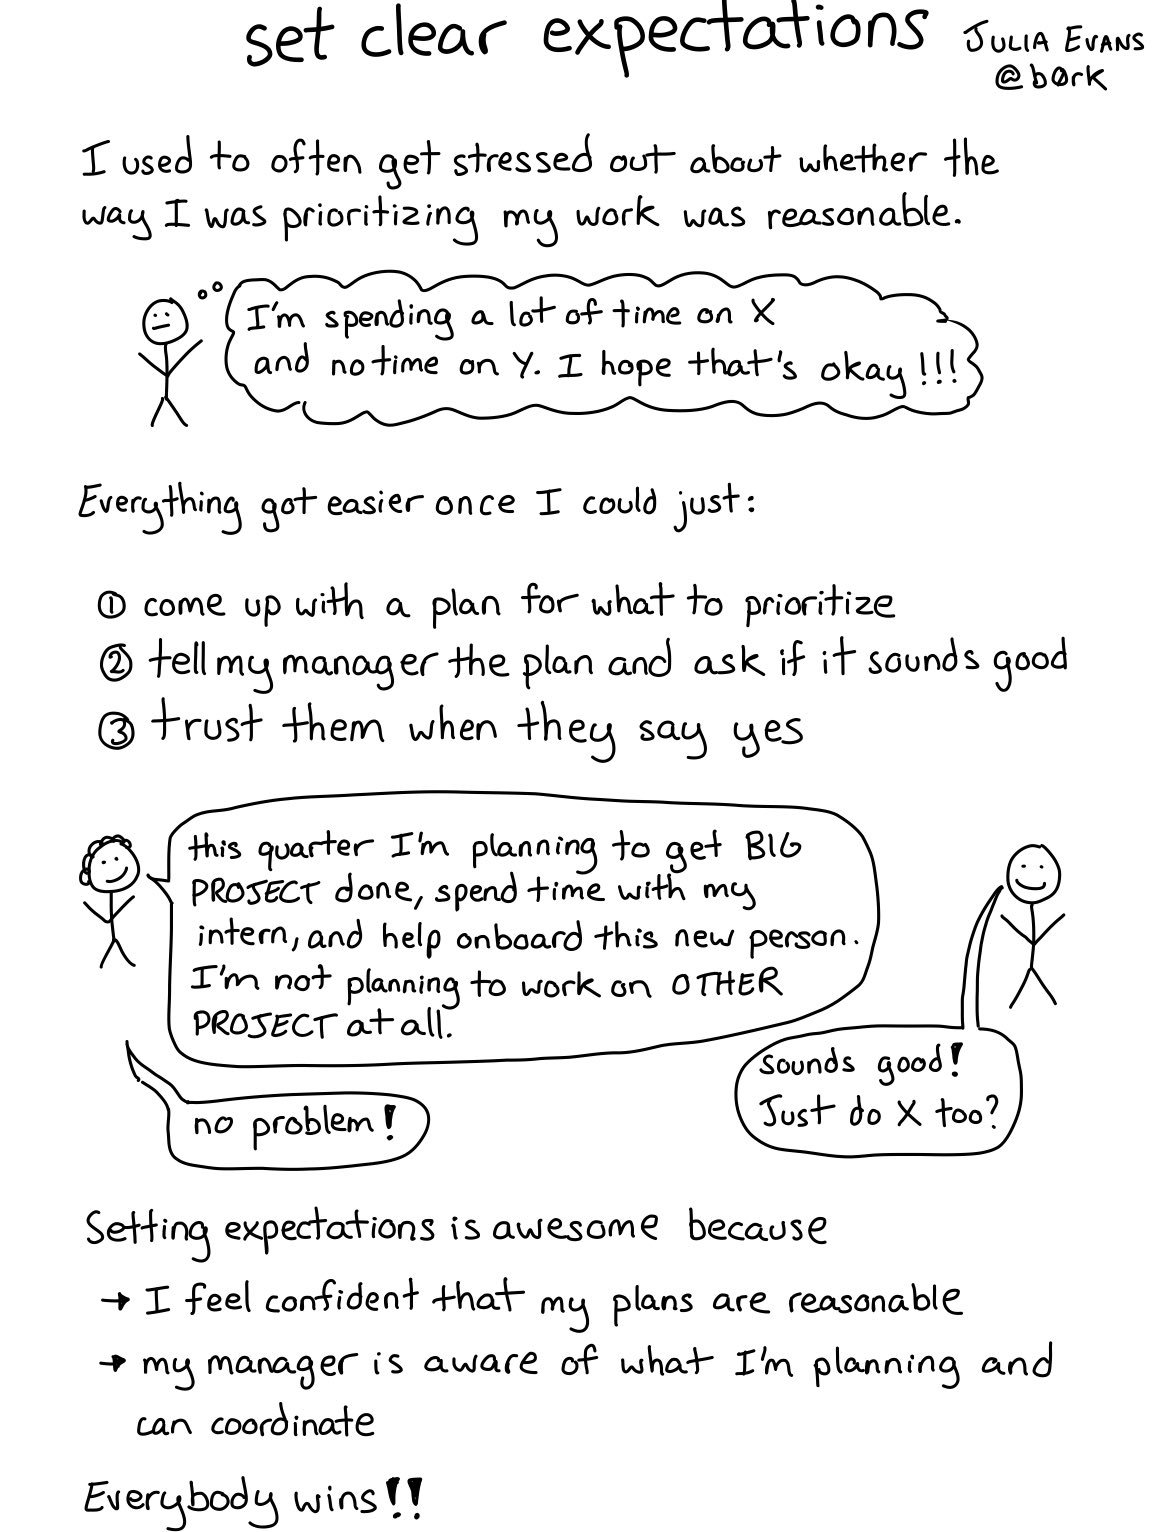 set clear expectations
JULIA EVANS
@b0rk
I used to often get stressed out about whether the
way I was prioritizing my work was reasonable.
I'm spending a lot of time on X
and no time on Y. I hope that's okay!!!
Everything got easier once I could just:
① come up with a plan for what to prioritize
② tell my manager the plan and ask if it sounds good
③ trust them when they say yes
this quarter I'm planning to get BIG
PROJECT done, spend time with my
intern, and help onboard this new person.
I'm not planning to work on OTHER
PROJECT at all.
sounds good!
Just do X too?
no problem!
Setting expectations is awesome because
→ I feel confident that my plans are reasonable
→ my manager is aware of what I'm planning and
can coordinate
Everybody wins!!